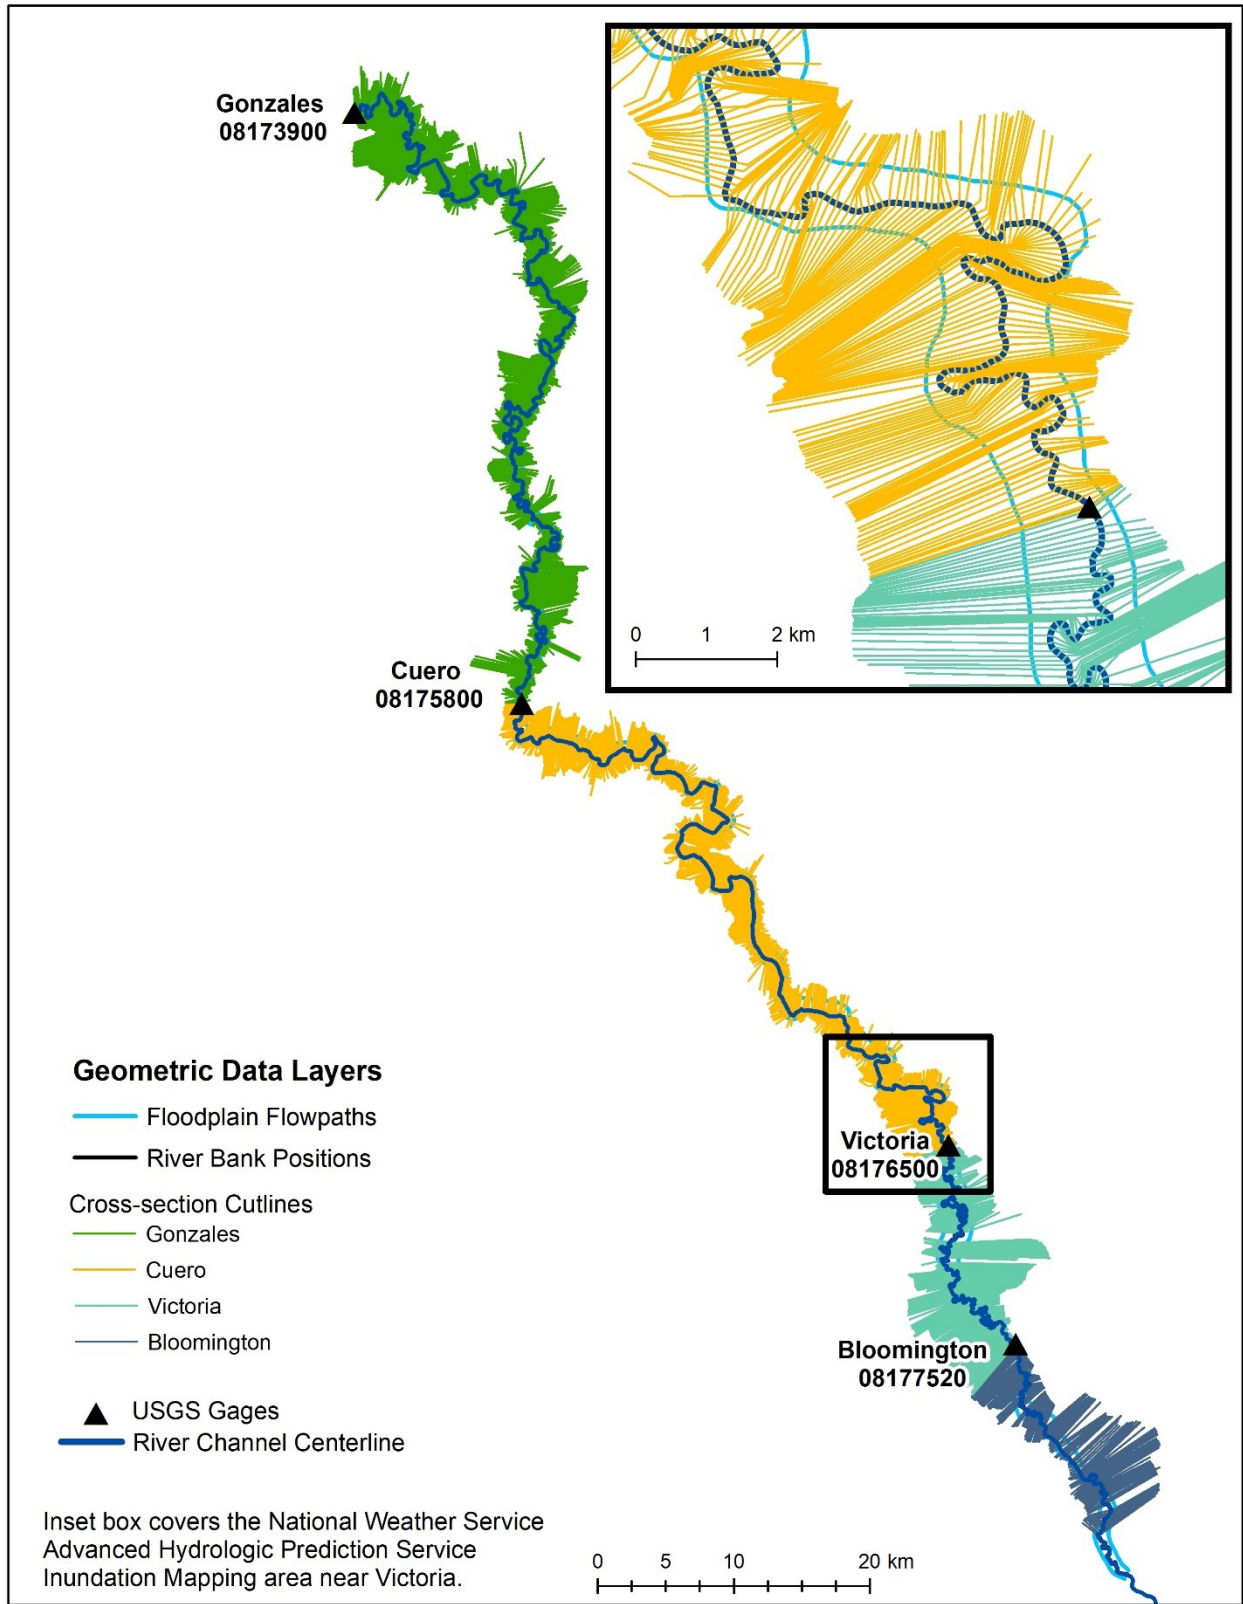 Gonzales
08173900
0 1 2 km
Cuero
08175800
Victoria
08176500
Bloomington
08177520
Geometric Data Layers
Floodplain Flowpaths
River Bank Positions
Cross-section Cutlines
Gonzales
Cuero
Victoria
Bloomington
USGS Gages
River Channel Centerline
Inset box covers the National Weather Service
Advanced Hydrologic Prediction Service
Inundation Mapping area near Victoria.
0 5 10 20 km